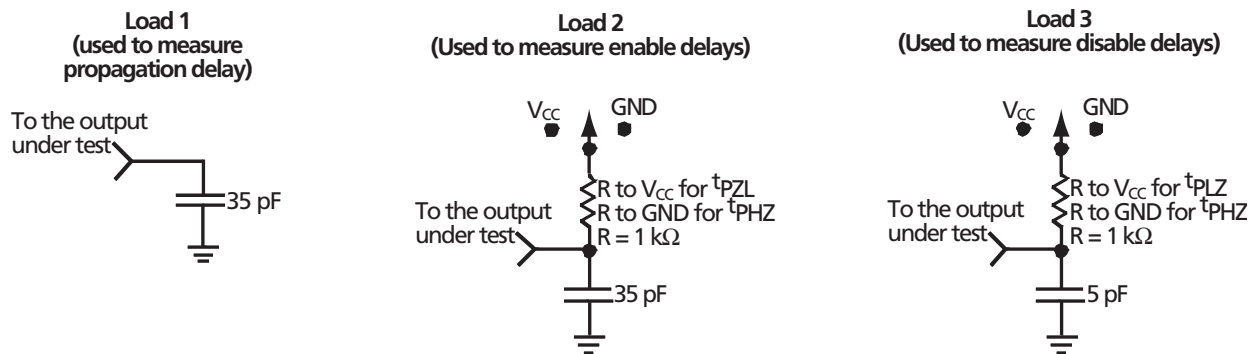 Load 1
(used to measure
propagation delay)
To the output
under test
35 pF
Load 2
(Used to measure enable delays)
VCC
GND
R to VCC for tPZL
R to GND for tPHZ
R = 1 kΩ
To the output
under test
35 pF
Load 3
(Used to measure disable delays)
VCC
GND
R to VCC for tPLZ
R to GND for tPHZ
R = 1 kΩ
To the output
under test
5 pF